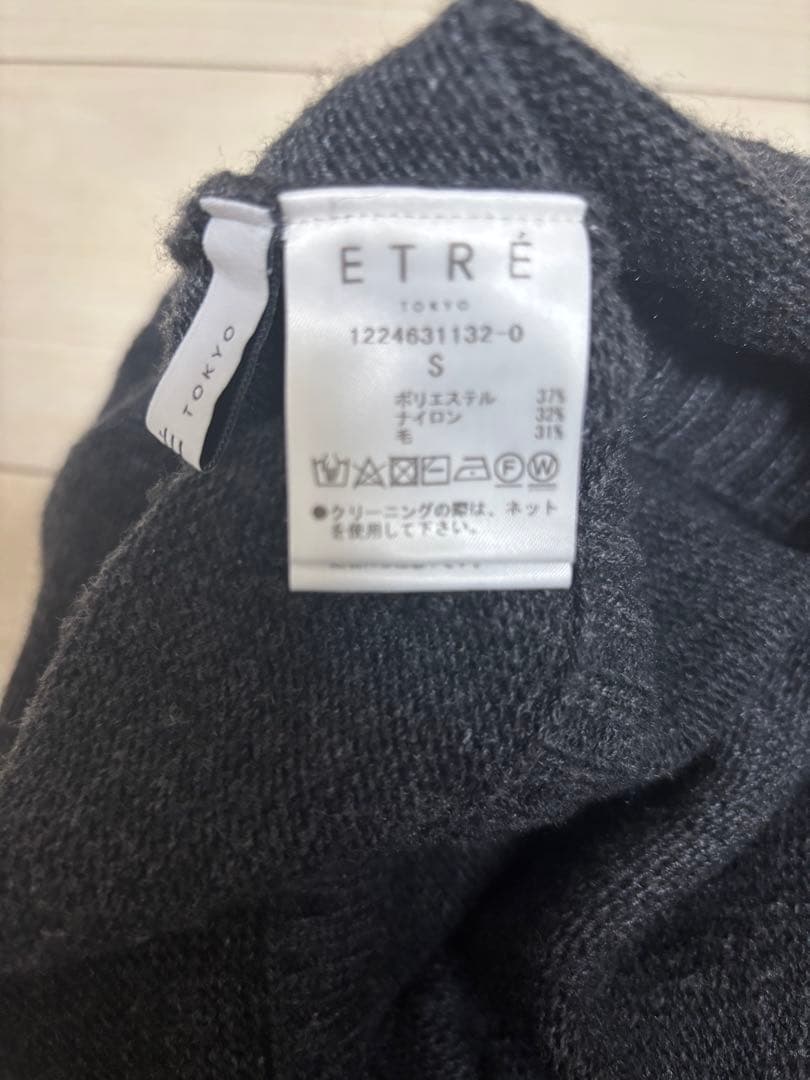 ETRÉ
TOKYO
1224631132-0
S
ポリエステル 37%
ナイロン 32%
毛 31%
F W
●クリーニングの際は、ネット
を使用して下さい。
TOKYO